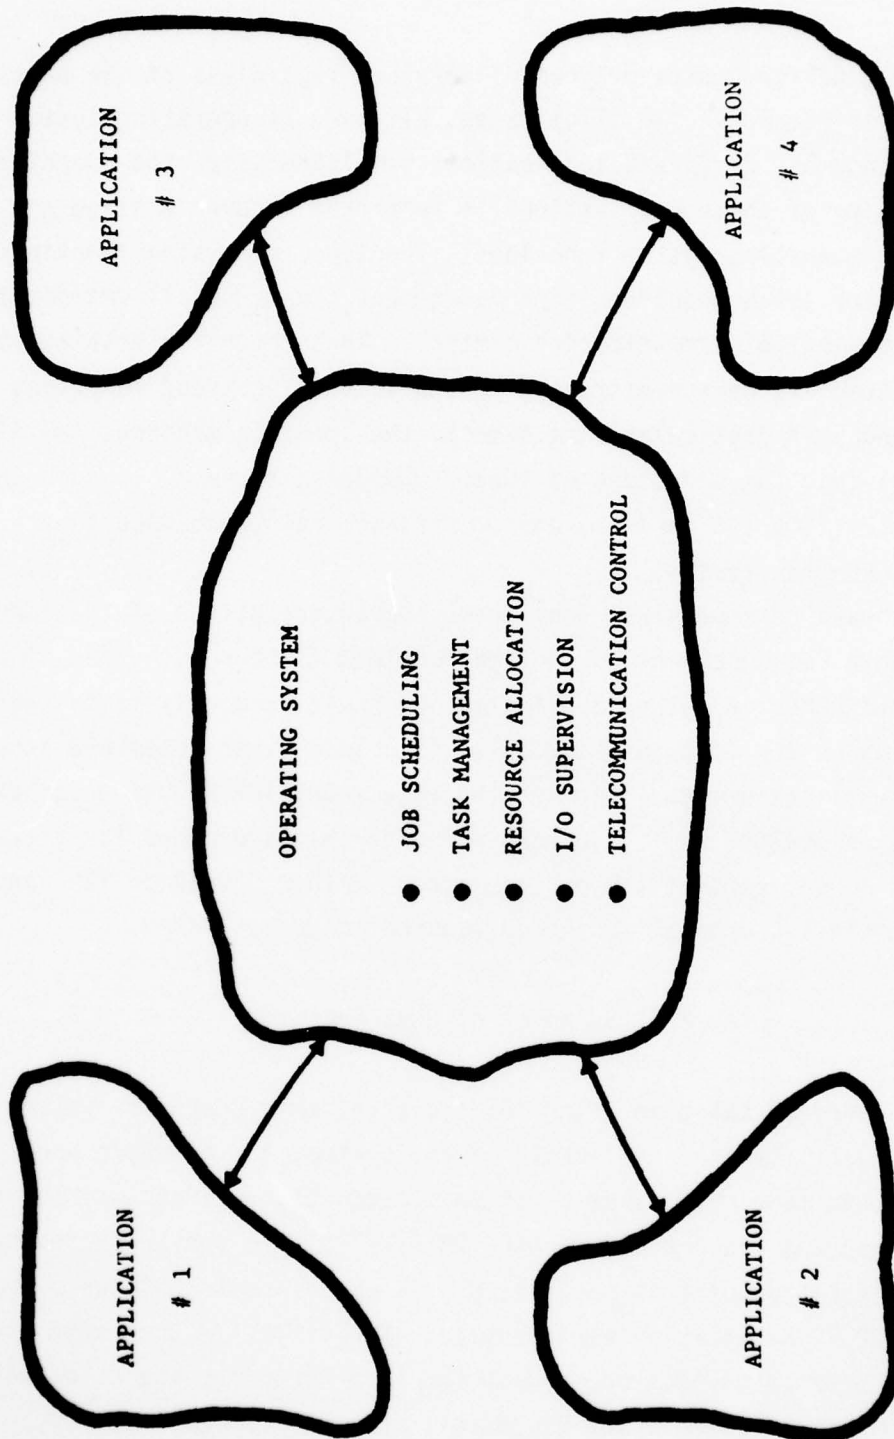 APPLICATION
# 1
APPLICATION
# 3
OPERATING SYSTEM
● JOB SCHEDULING
● TASK MANAGEMENT
● RESOURCE ALLOCATION
● I/O SUPERVISION
● TELECOMMUNICATION CONTROL
APPLICATION
# 2
APPLICATION
# 4